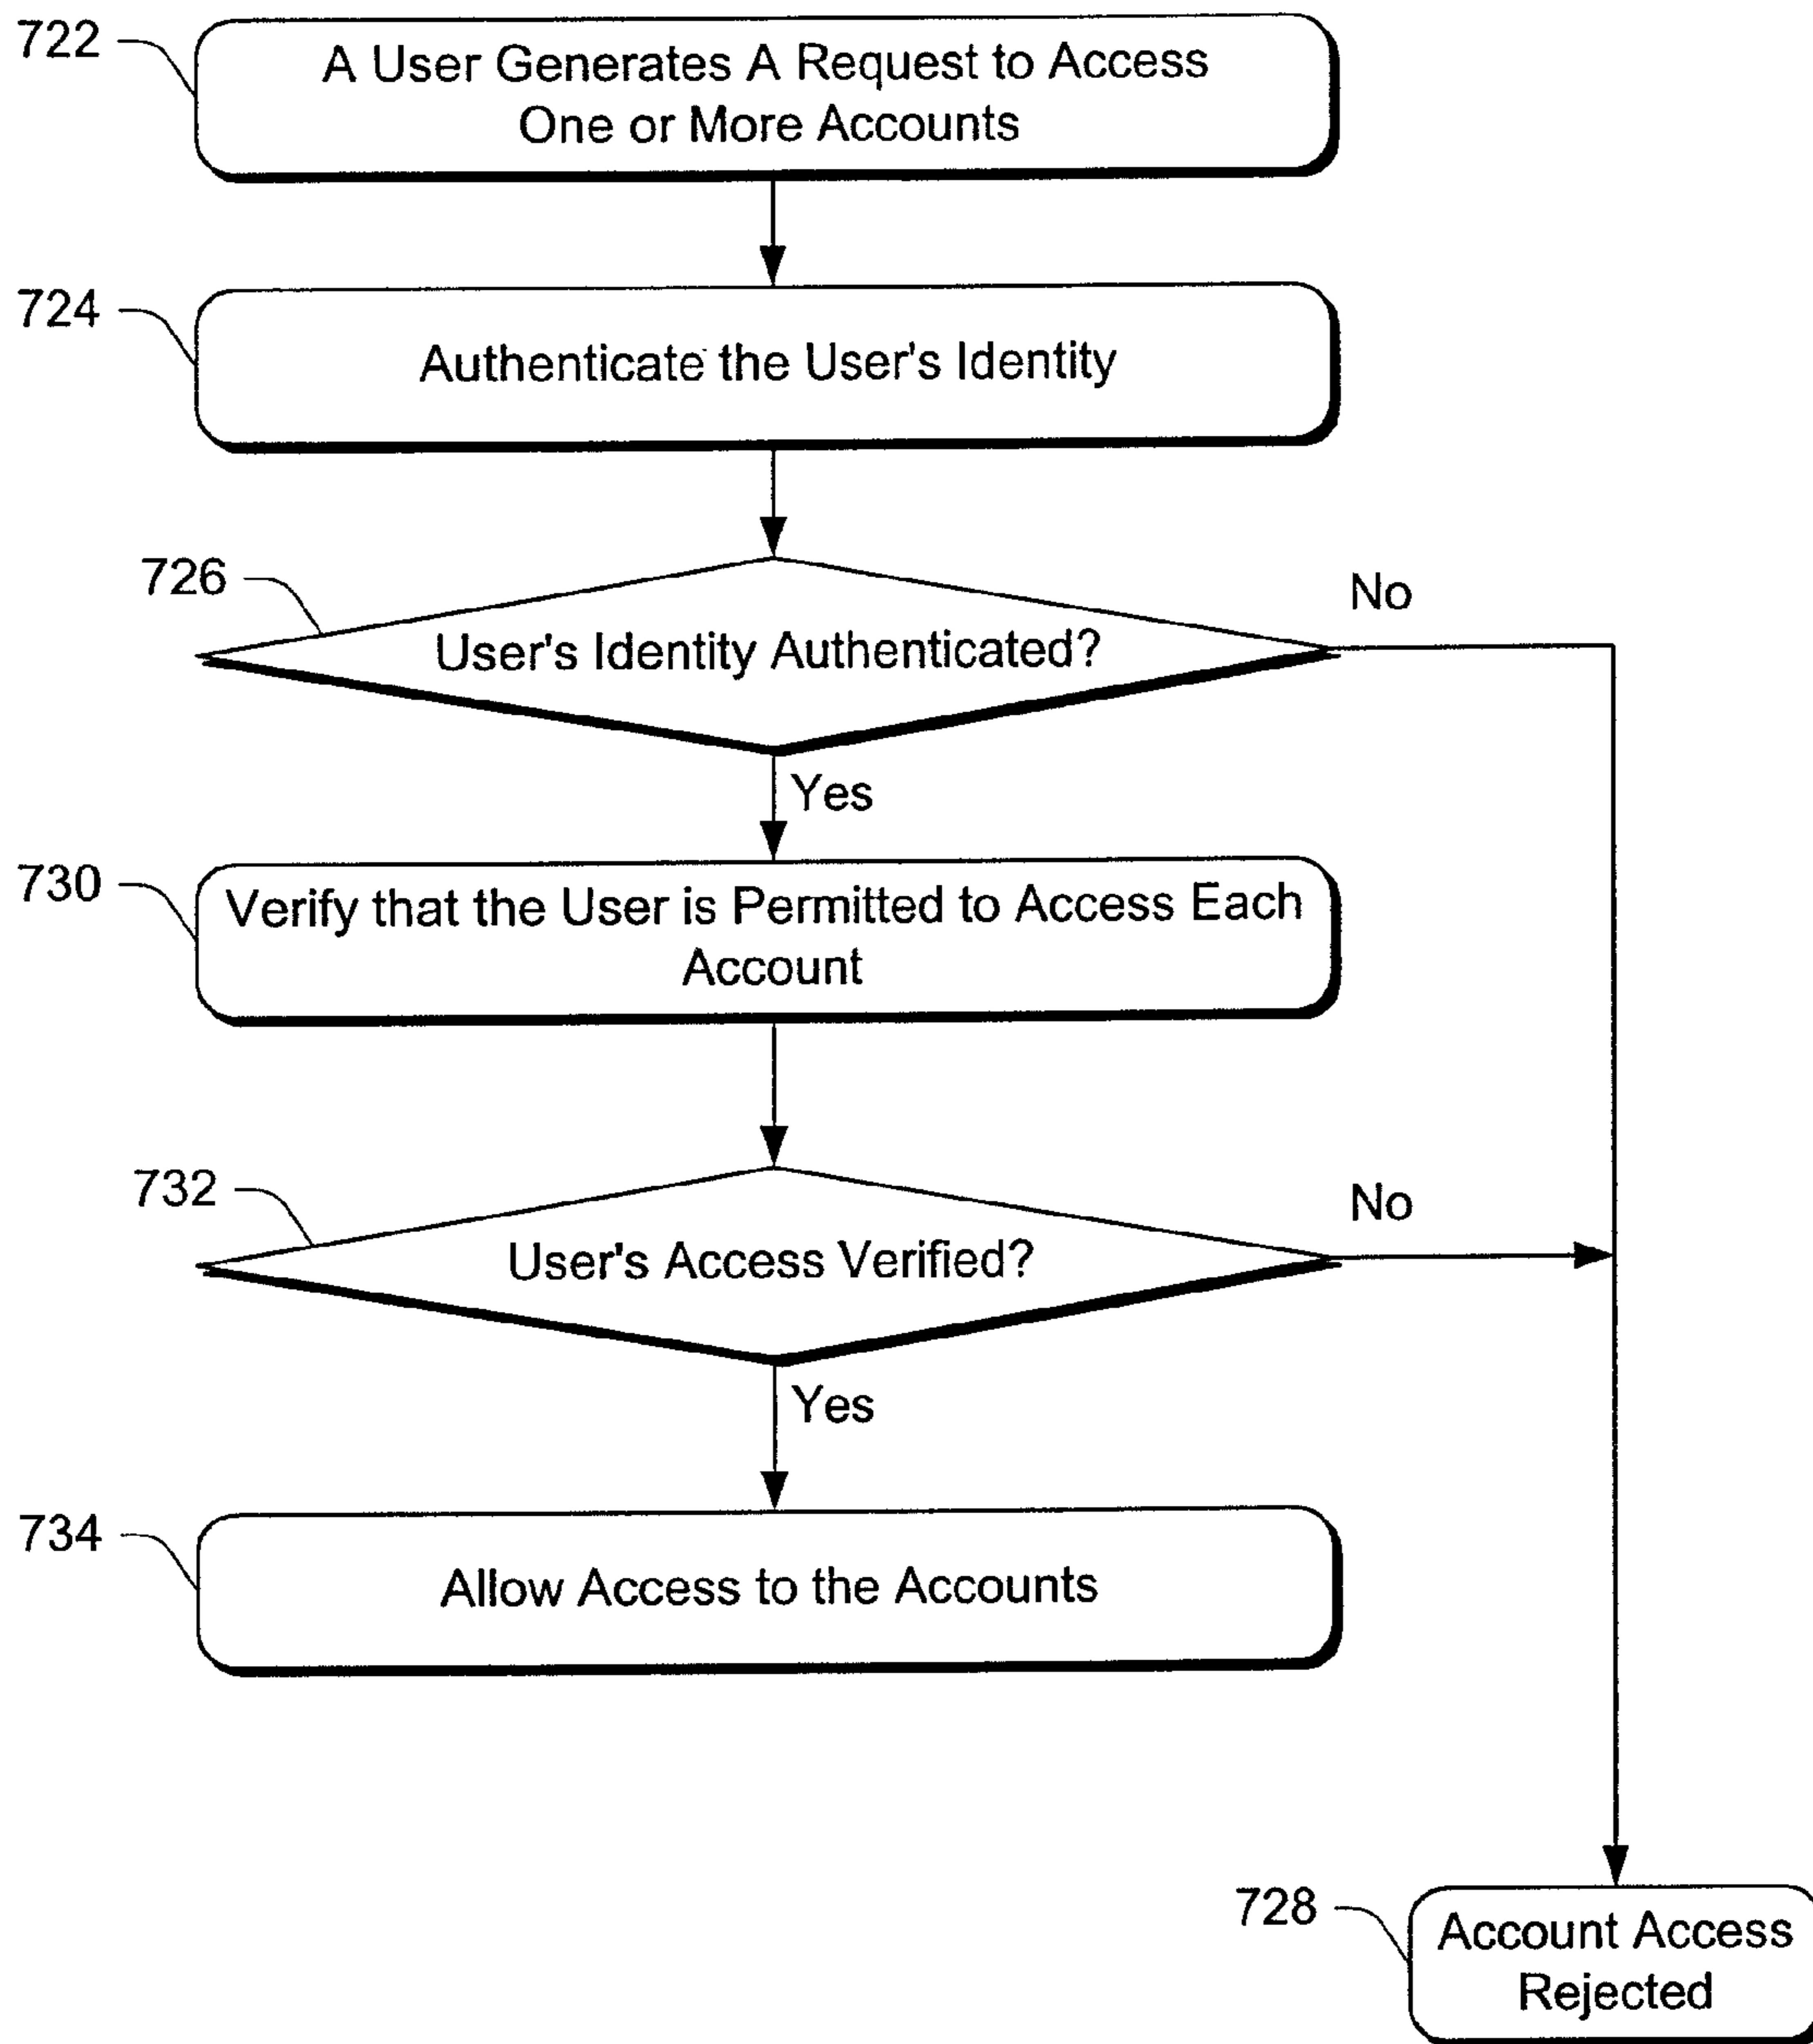 722
A User Generates A Request to Access
One or More Accounts
724
Authenticate the User's Identity
726
User's Identity Authenticated?
No
Yes
730
Verify that the User is Permitted to Access Each
Account
732
User's Access Verified?
No
Yes
734
Allow Access to the Accounts
728
Account Access
Rejected